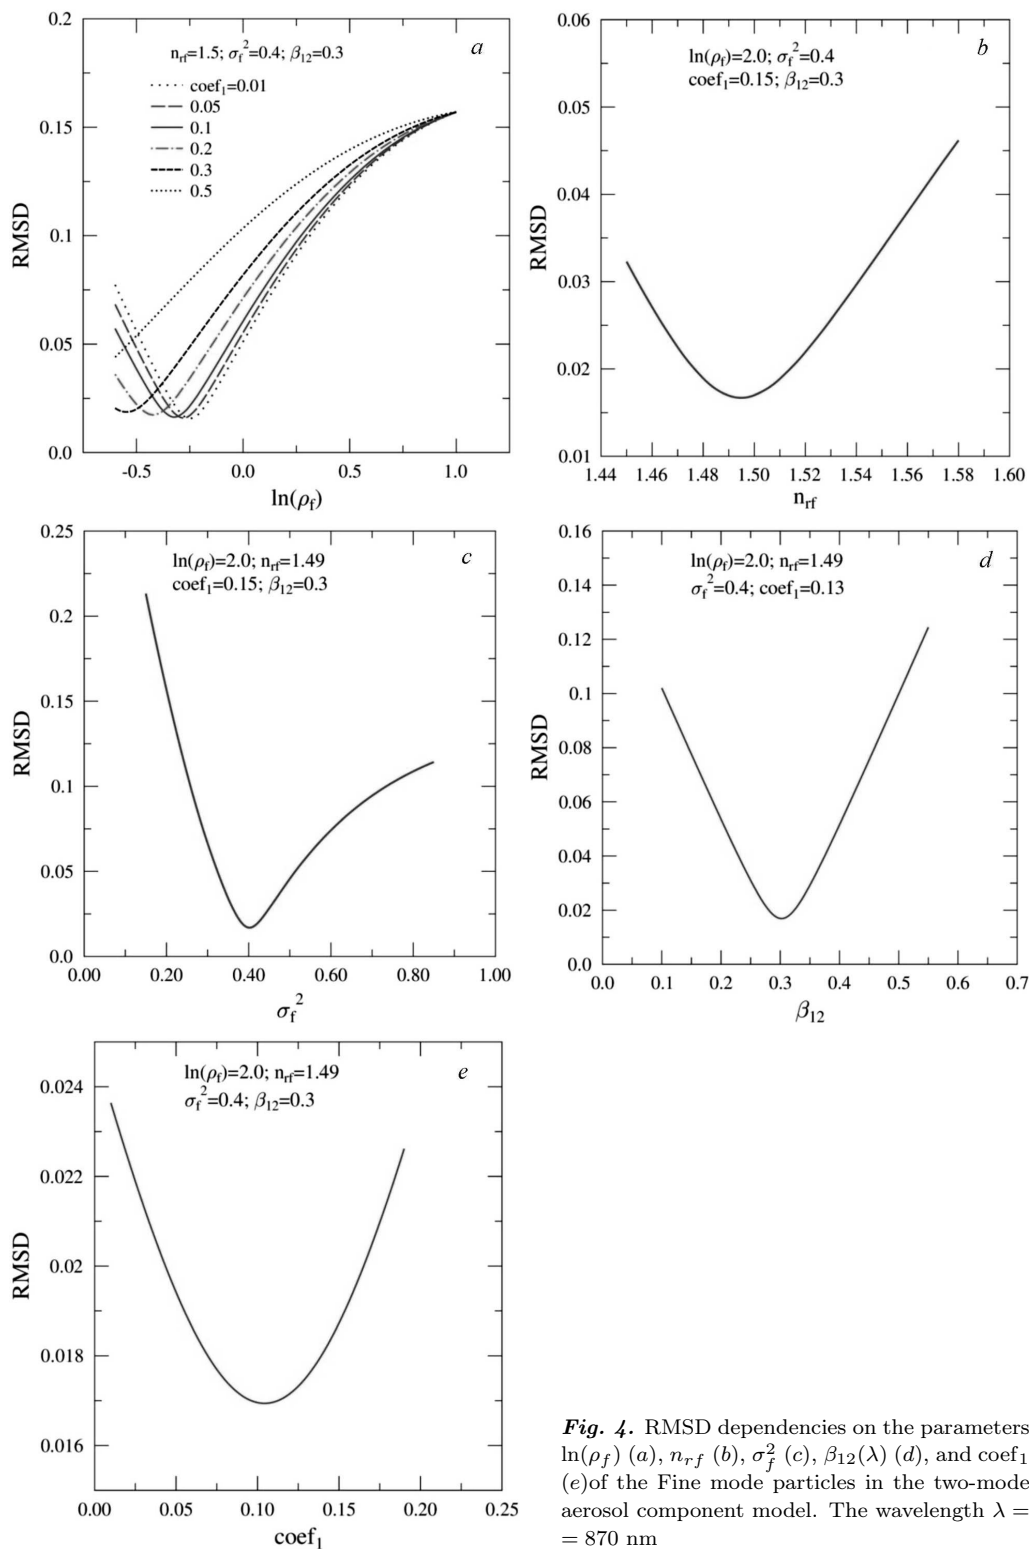 0.2
0.15
0.1
0.05
0.0
RMSD
n_rf=1.5; σ_f^2=0.4; β_12=0.3
a
coef_1=0.01
0.05
0.1
0.2
0.3
0.5
-0.5 0.0 0.5 1.0
ln(ρ_f)
0.06
0.05
0.04
0.03
0.02
0.01
RMSD
ln(ρ_f)=2.0; σ_f^2=0.4
coef_1=0.15; β_12=0.3
b
1.44 1.46 1.48 1.50 1.52 1.54 1.56 1.58 1.60
n_rf
0.25
0.2
0.15
0.1
0.05
0.0
RMSD
ln(ρ_f)=2.0; n_rf=1.49
coef_1=0.15; β_12=0.3
c
0.00 0.20 0.40 0.60 0.80 1.00
σ_f^2
0.16
0.14
0.12
0.1
0.08
0.06
0.04
0.02
0.0
RMSD
ln(ρ_f)=2.0; n_rf=1.49
σ_f^2=0.4; coef_1=0.13
d
0.0 0.1 0.2 0.3 0.4 0.5 0.6 0.7
β_12
0.024
0.022
0.02
0.018
0.016
RMSD
ln(ρ_f)=2.0; n_rf=1.49
σ_f^2=0.4; β_12=0.3
e
0.00 0.05 0.10 0.15 0.20 0.25
coef_1
Fig. 4. RMSD dependencies on the parameters
ln(ρ_f) (a), n_rf (b), σ_f^2 (c), β_12(λ) (d), and coef_1
(e)of the Fine mode particles in the two-mode
aerosol component model. The wavelength λ =
= 870 nm